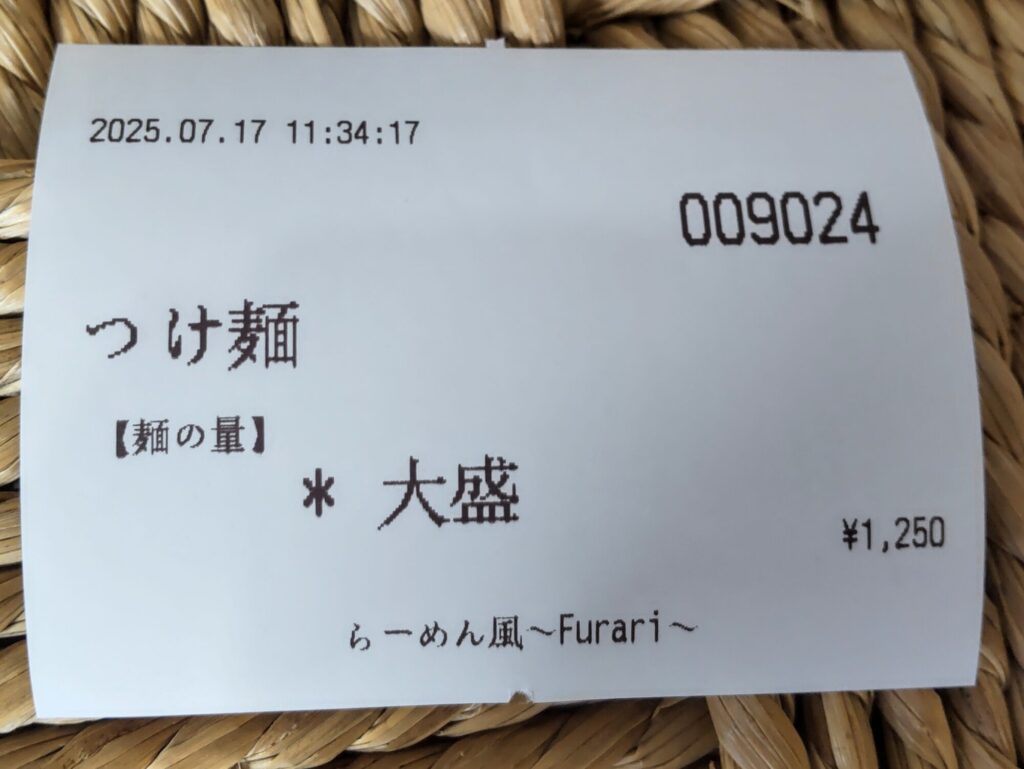 2025.07.17 11:34:17
009024
つけ麺
【麺の量】
* 大盛
¥1,250
らーめん風～Furari～